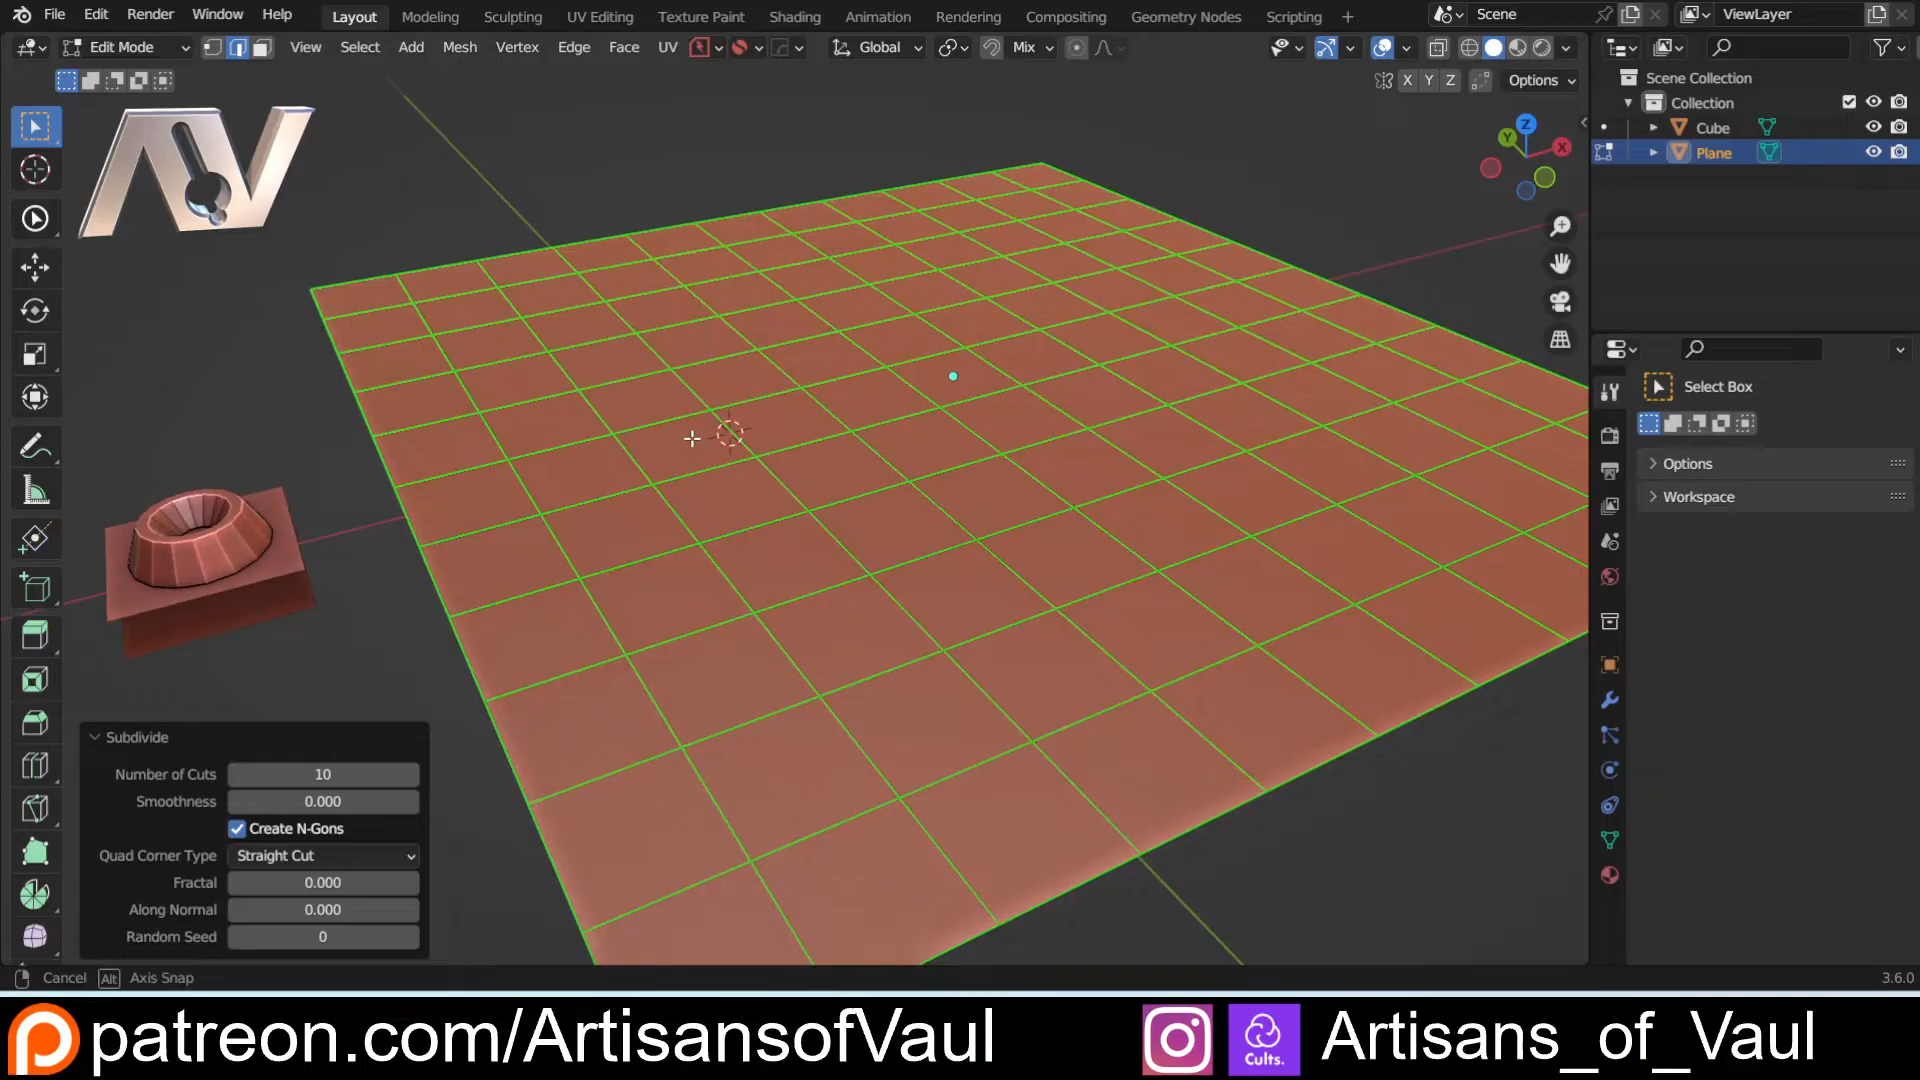 File Edit Render Window Help Layout Modeling Sculpting UV Editing Texture Paint Shading Animation Rendering Compositing Geometry Nodes Scripting + Scene ViewLayer
Edit Mode View Select Add Mesh Vertex Edge Face UV Global Mix
X Y Z Options
Scene Collection
Collection
Cube
Plane
Z
Y
X
Select Box
Options
Workspace
Subdivide
Number of Cuts 10
Smoothness 0.000
Create N-Gons
Quad Corner Type Straight Cut
Fractal 0.000
Along Normal 0.000
Random Seed 0
Cancel Alt Axis Snap 3.6.0
patreon.com/ArtisansofVaul Cults. Artisans_of_Vaul